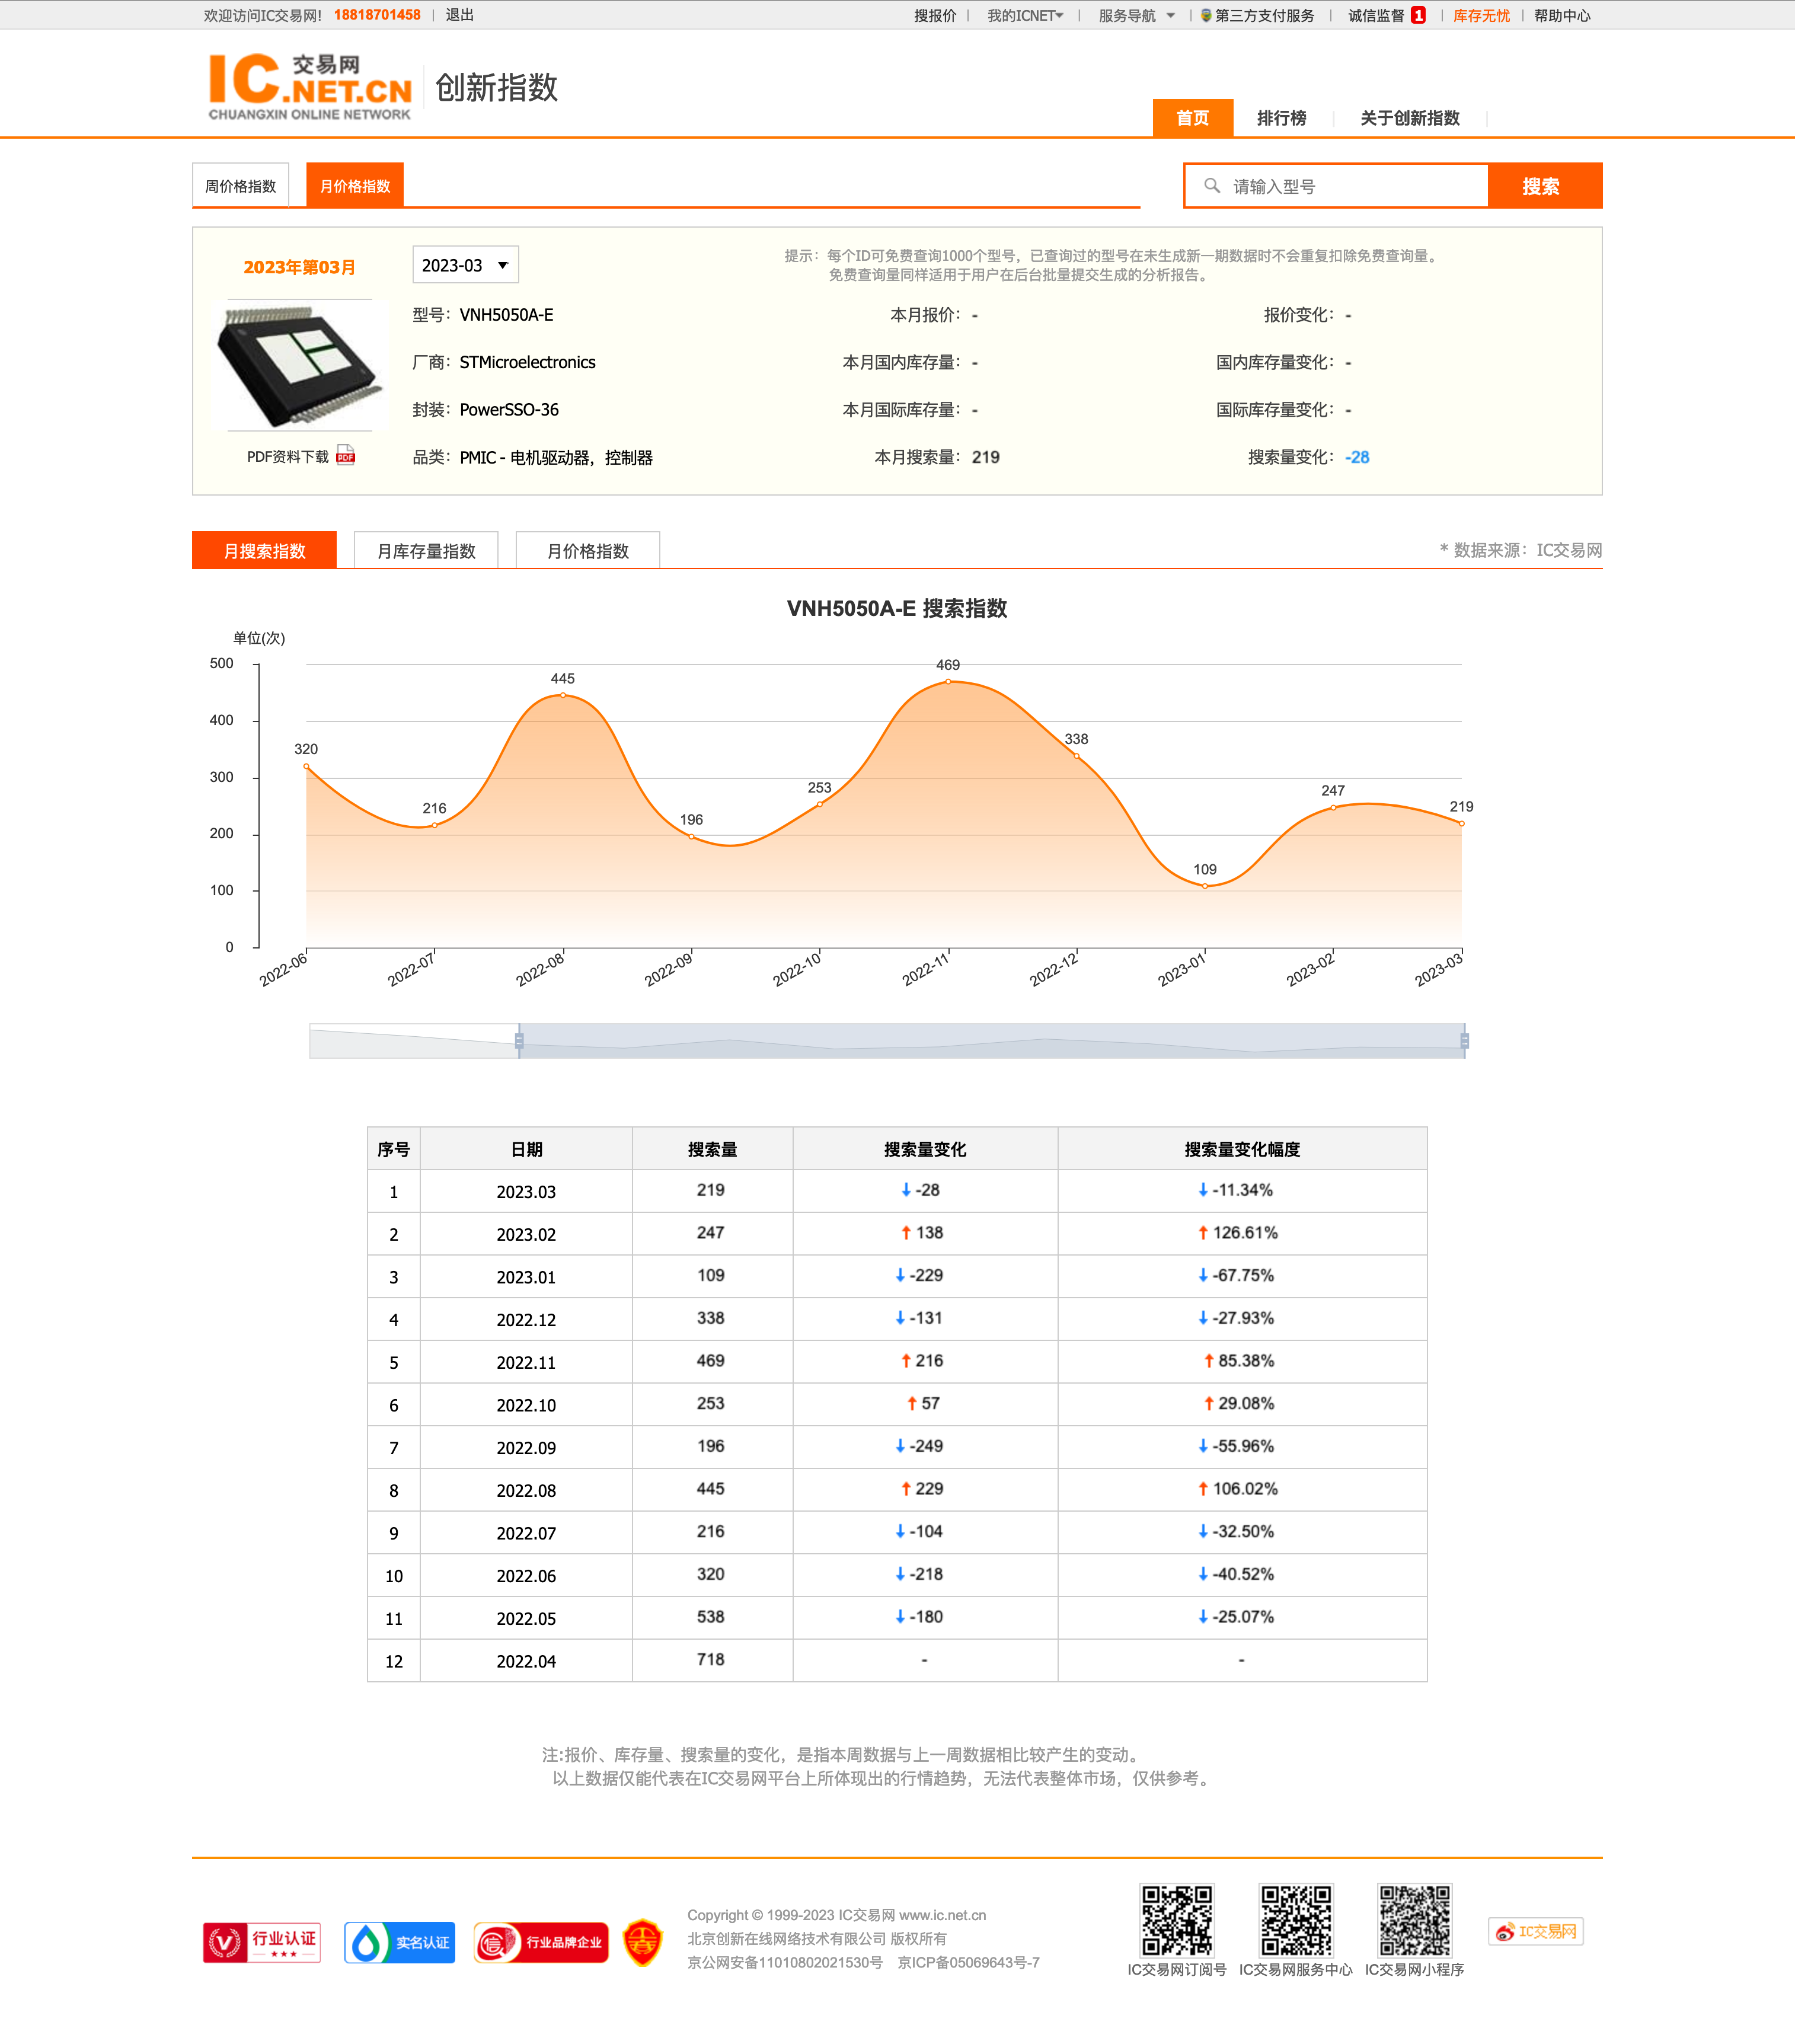 欢迎访问IC交易网! 18818701458 | 退出
搜报价 | 我的ICNET | 服务导航 | 第三方支付服务 | 诚信监督 1 | 库存无忧 | 帮助中心
IC 交易网
.NET.CN
CHUANGXIN ONLINE NETWORK
创新指数
首页 排行榜 关于创新指数
周价格指数 月价格指数
请输入型号 搜索
2023年第03月
2023-03
提示：每个ID可免费查询1000个型号，已查询过的型号在未生成新一期数据时不会重复扣除免费查询量。
免费查询量同样适用于用户在后台批量提交生成的分析报告。
型号：VNH5050A-E 本月报价：- 报价变化：-
厂商：STMicroelectronics 本月国内库存量：- 国内库存量变化：-
封装：PowerSSO-36 本月国际库存量：- 国际库存量变化：-
PDF资料下载 PDF
品类：PMIC - 电机驱动器，控制器 本月搜索量：219 搜索量变化：-28
月搜索指数 月库存量指数 月价格指数
* 数据来源：IC交易网
VNH5050A-E 搜索指数
单位(次)
500
400
300
200
100
0
320 216 445 196 253 469 338 109 247 219
2022-06 2022-07 2022-08 2022-09 2022-10 2022-11 2022-12 2023-01 2023-02 2023-03
序号 日期 搜索量 搜索量变化 搜索量变化幅度
1 2023.03 219 ↓ -28 ↓ -11.34%
2 2023.02 247 ↑ 138 ↑ 126.61%
3 2023.01 109 ↓ -229 ↓ -67.75%
4 2022.12 338 ↓ -131 ↓ -27.93%
5 2022.11 469 ↑ 216 ↑ 85.38%
6 2022.10 253 ↑ 57 ↑ 29.08%
7 2022.09 196 ↓ -249 ↓ -55.96%
8 2022.08 445 ↑ 229 ↑ 106.02%
9 2022.07 216 ↓ -104 ↓ -32.50%
10 2022.06 320 ↓ -218 ↓ -40.52%
11 2022.05 538 ↓ -180 ↓ -25.07%
12 2022.04 718 - -
注:报价、库存量、搜索量的变化，是指本周数据与上一周数据相比较产生的变动。
以上数据仅能代表在IC交易网平台上所体现出的行情趋势，无法代表整体市场，仅供参考。
V 行业认证
实名认证
信 行业品牌企业
Copyright © 1999-2023 IC交易网 www.ic.net.cn
北京创新在线网络技术有限公司 版权所有
京公网安备11010802021530号 京ICP备05069643号-7
IC交易网订阅号 IC交易网服务中心 IC交易网小程序
IC交易网